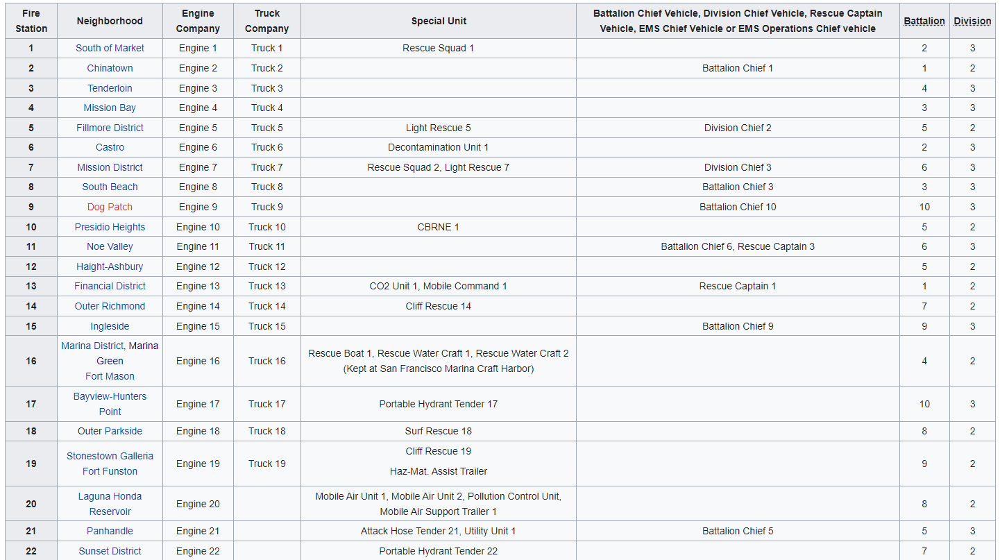 Fire Station Neighborhood Engine Company Truck Company Special Unit Battalion Chief Vehicle, Division Chief Vehicle, Rescue Captain Vehicle, EMS Chief Vehicle or EMS Operations Chief vehicle Battalion Division
1 South of Market Engine 1 Truck 1 Rescue Squad 1 2 3
2 Chinatown Engine 2 Truck 2 Battalion Chief 1 1 2
3 Tenderloin Engine 3 Truck 3 4 3
4 Mission Bay Engine 4 Truck 4 3 3
5 Fillmore District Engine 5 Truck 5 Light Rescue 5 Division Chief 2 5 2
6 Castro Engine 6 Truck 6 Decontamination Unit 1 2 3
7 Mission District Engine 7 Truck 7 Rescue Squad 2, Light Rescue 7 Division Chief 3 6 3
8 South Beach Engine 8 Truck 8 Battalion Chief 3 3 3
9 Dog Patch Engine 9 Truck 9 Battalion Chief 10 10 3
10 Presidio Heights Engine 10 Truck 10 CBRNE 1 5 2
11 Noe Valley Engine 11 Truck 11 Battalion Chief 6, Rescue Captain 3 6 3
12 Haight-Ashbury Engine 12 Truck 12 5 2
13 Financial District Engine 13 Truck 13 CO2 Unit 1, Mobile Command 1 Rescue Captain 1 1 2
14 Outer Richmond Engine 14 Truck 14 Cliff Rescue 14 7 2
15 Ingleside Engine 15 Truck 15 Battalion Chief 9 9 3
16 Marina District, Marina Green Fort Mason Engine 16 Truck 16 Rescue Boat 1, Rescue Water Craft 1, Rescue Water Craft 2 (Kept at San Francisco Marina Craft Harbor) 4 2
17 Bayview-Hunters Point Engine 17 Truck 17 Portable Hydrant Tender 17 10 3
18 Outer Parkside Engine 18 Truck 18 Surf Rescue 18 8 2
19 Stonestown Galleria Fort Funston Engine 19 Truck 19 Cliff Rescue 19 Haz-Mat. Assist Trailer 9 2
20 Laguna Honda Reservoir Engine 20 Mobile Air Unit 1, Mobile Air Unit 2, Pollution Control Unit, Mobile Air Support Trailer 1 8 2
21 Panhandle Engine 21 Attack Hose Tender 21, Utility Unit 1 Battalion Chief 5 5 3
22 Sunset District Engine 22 Portable Hydrant Tender 22 7 2